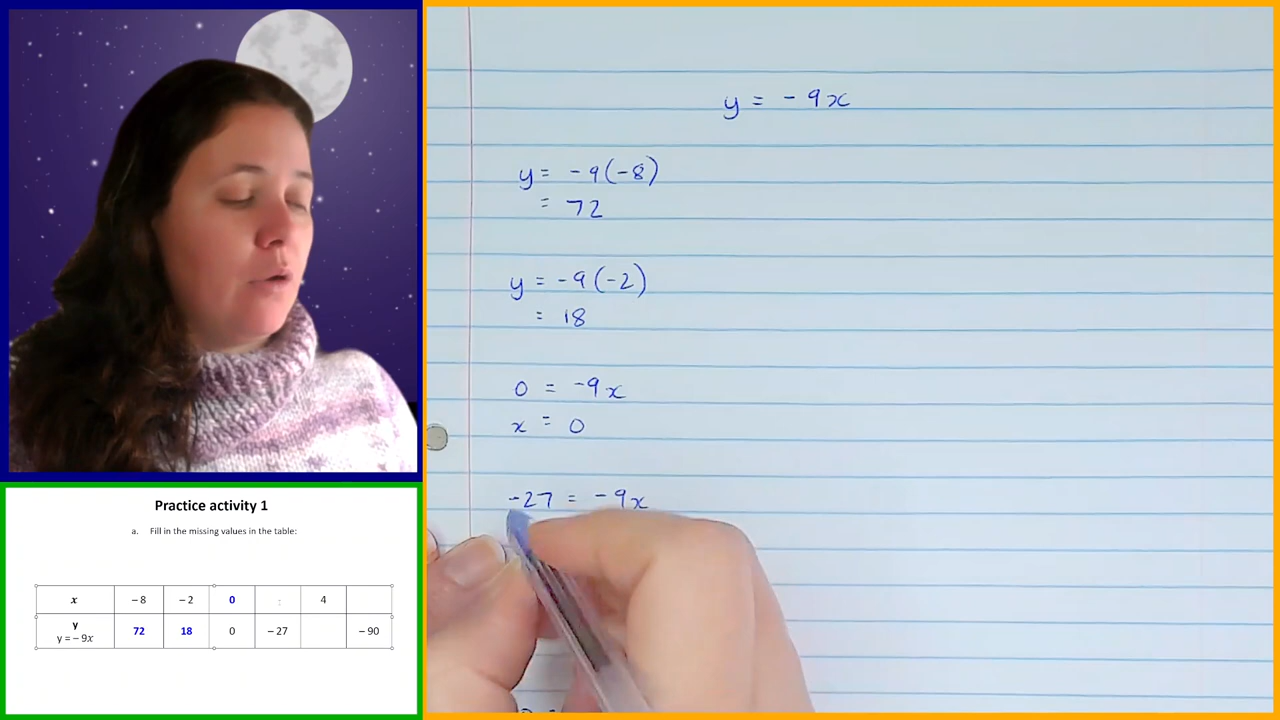 y = - 9x
y = - 9(-8)
= 72
y = - 9(-2)
= 18
0 = -9x
x = 0
-27 = -9x
Practice activity 1
a. Fill in the missing values in the table:
x – 8 – 2 0 4
y 72 18 0 – 27 – 90
y = – 9x